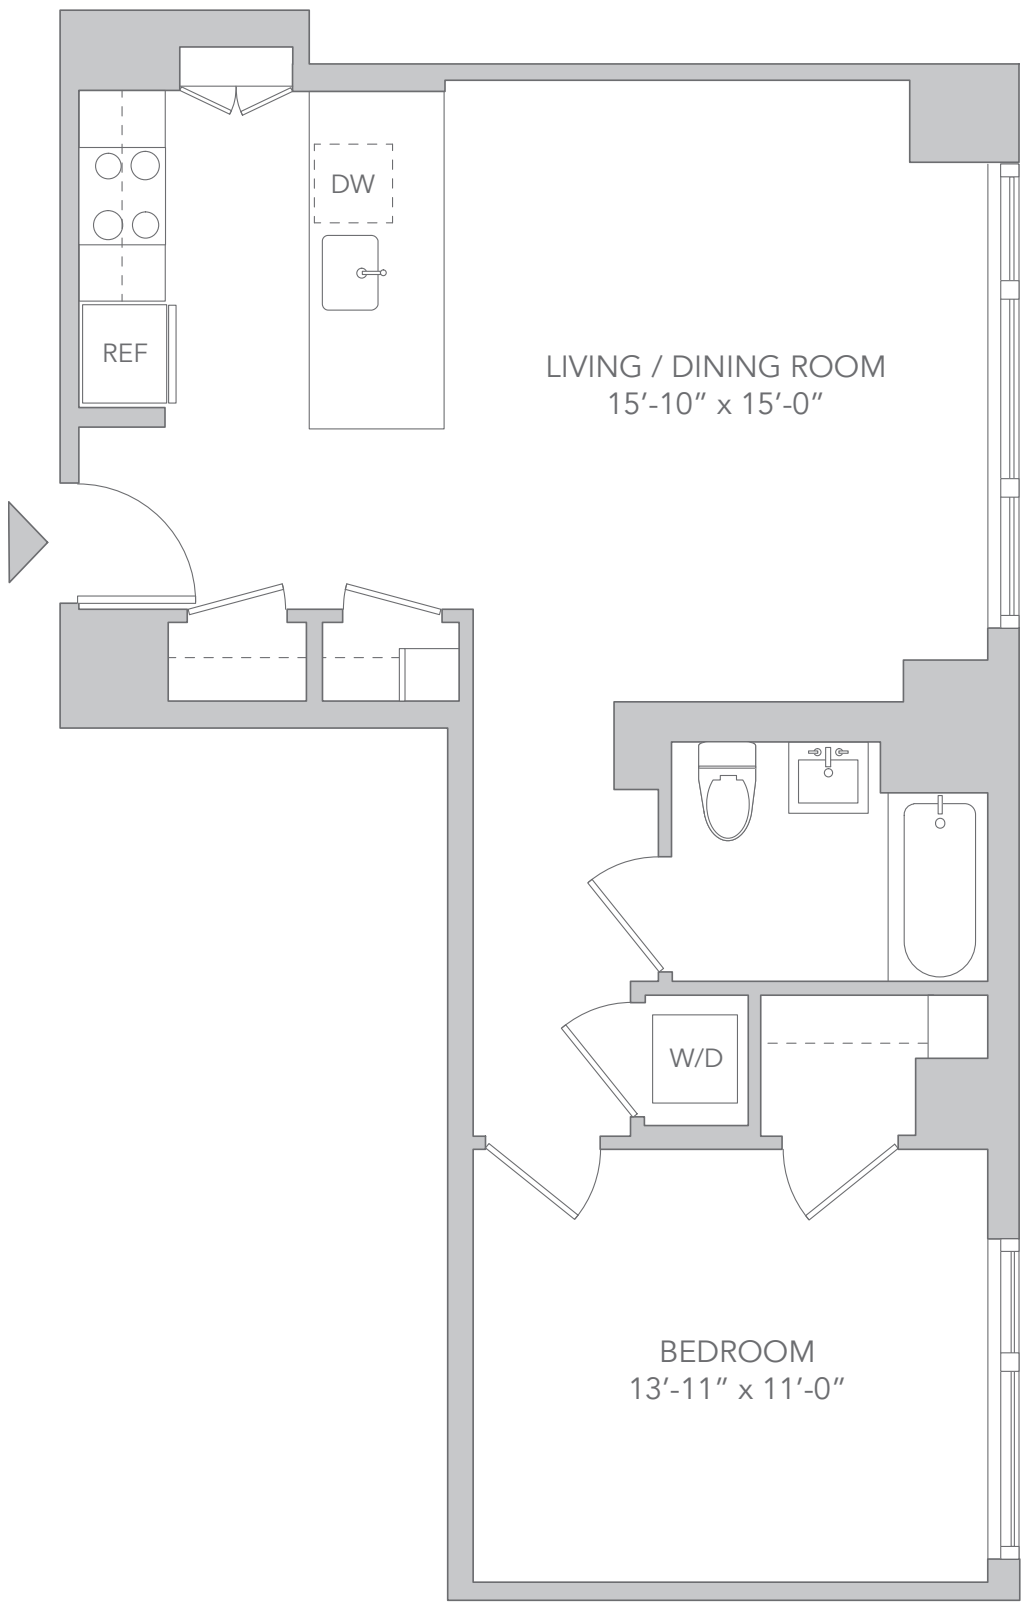 DW
REF
LIVING / DINING ROOM
15’-10” x 15’-0”
W/D
BEDROOM
13’-11” x 11’-0”